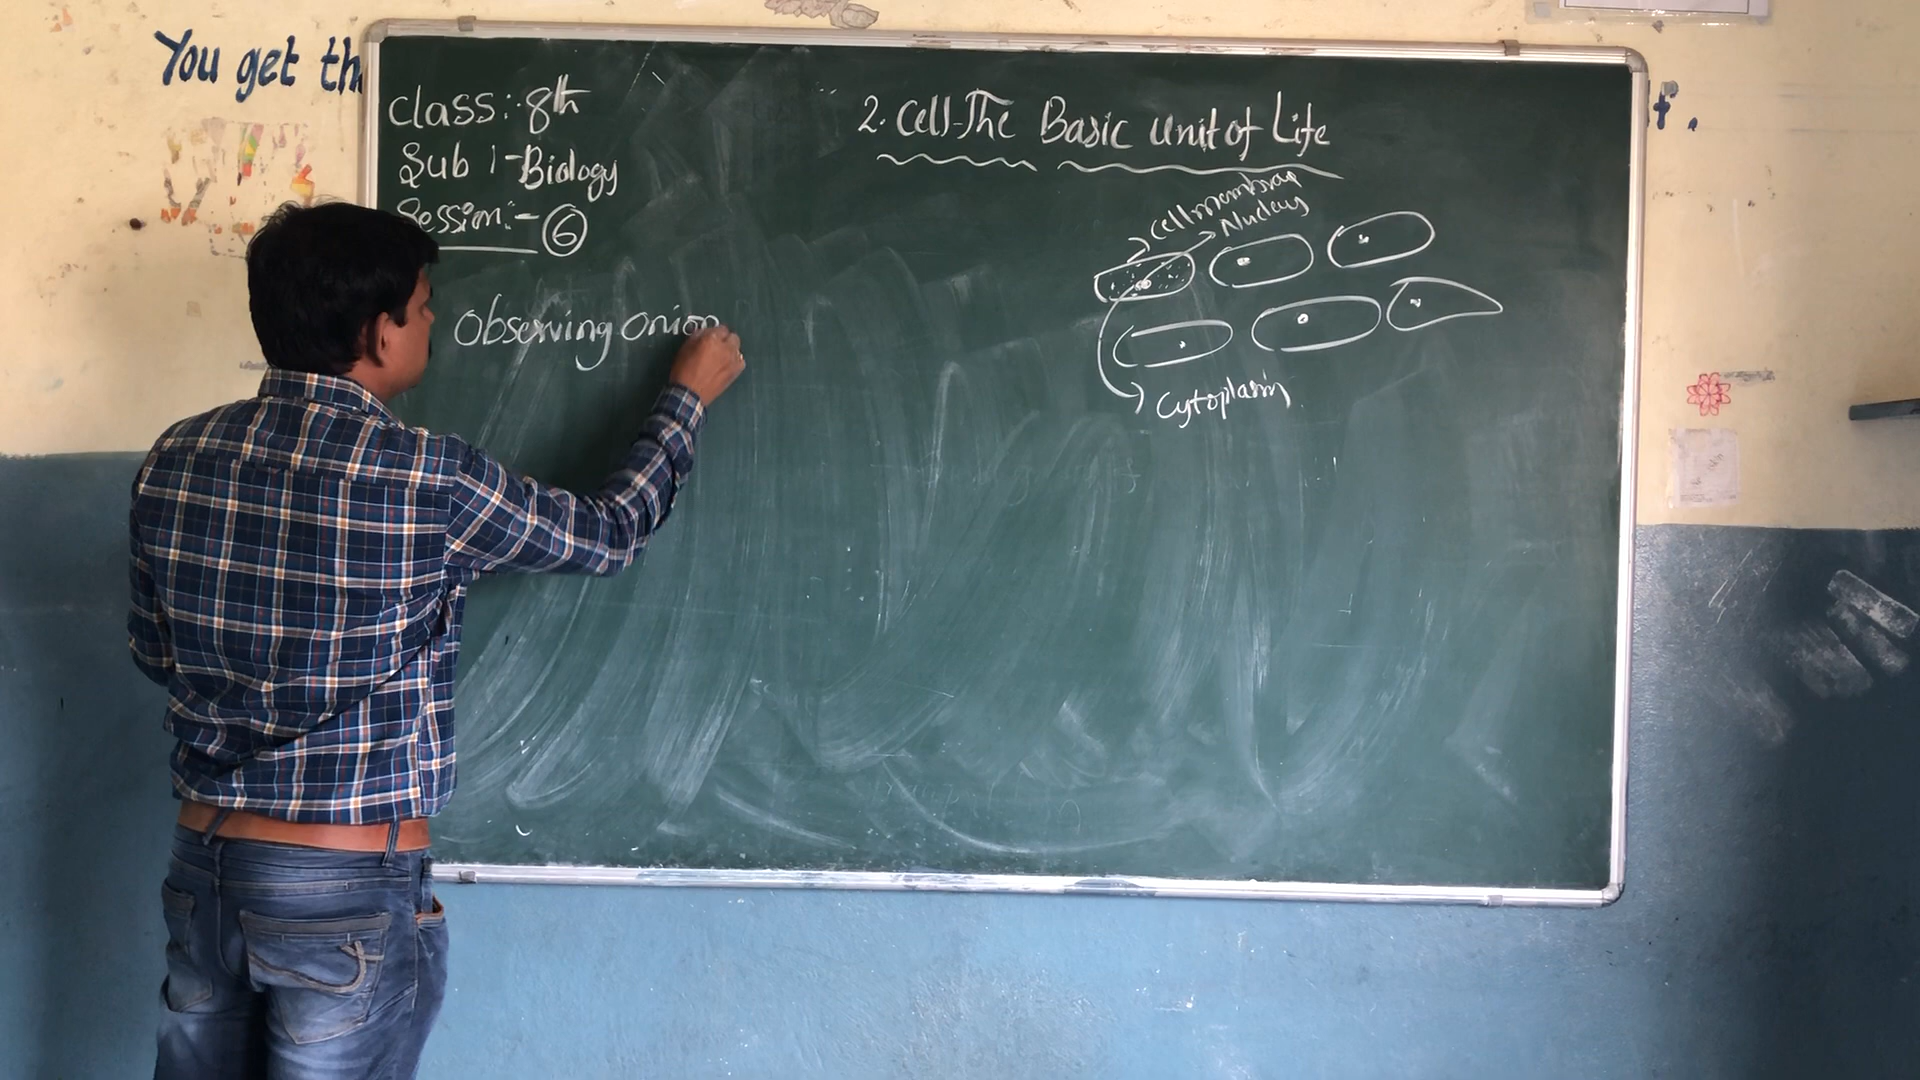 You get the
Class:- 8th
Sub :- Biology
Session:- 6
2. Cell-The Basic Unit of Life
Cell membrane
Nucleus
Observing Onion
Cytoplasm